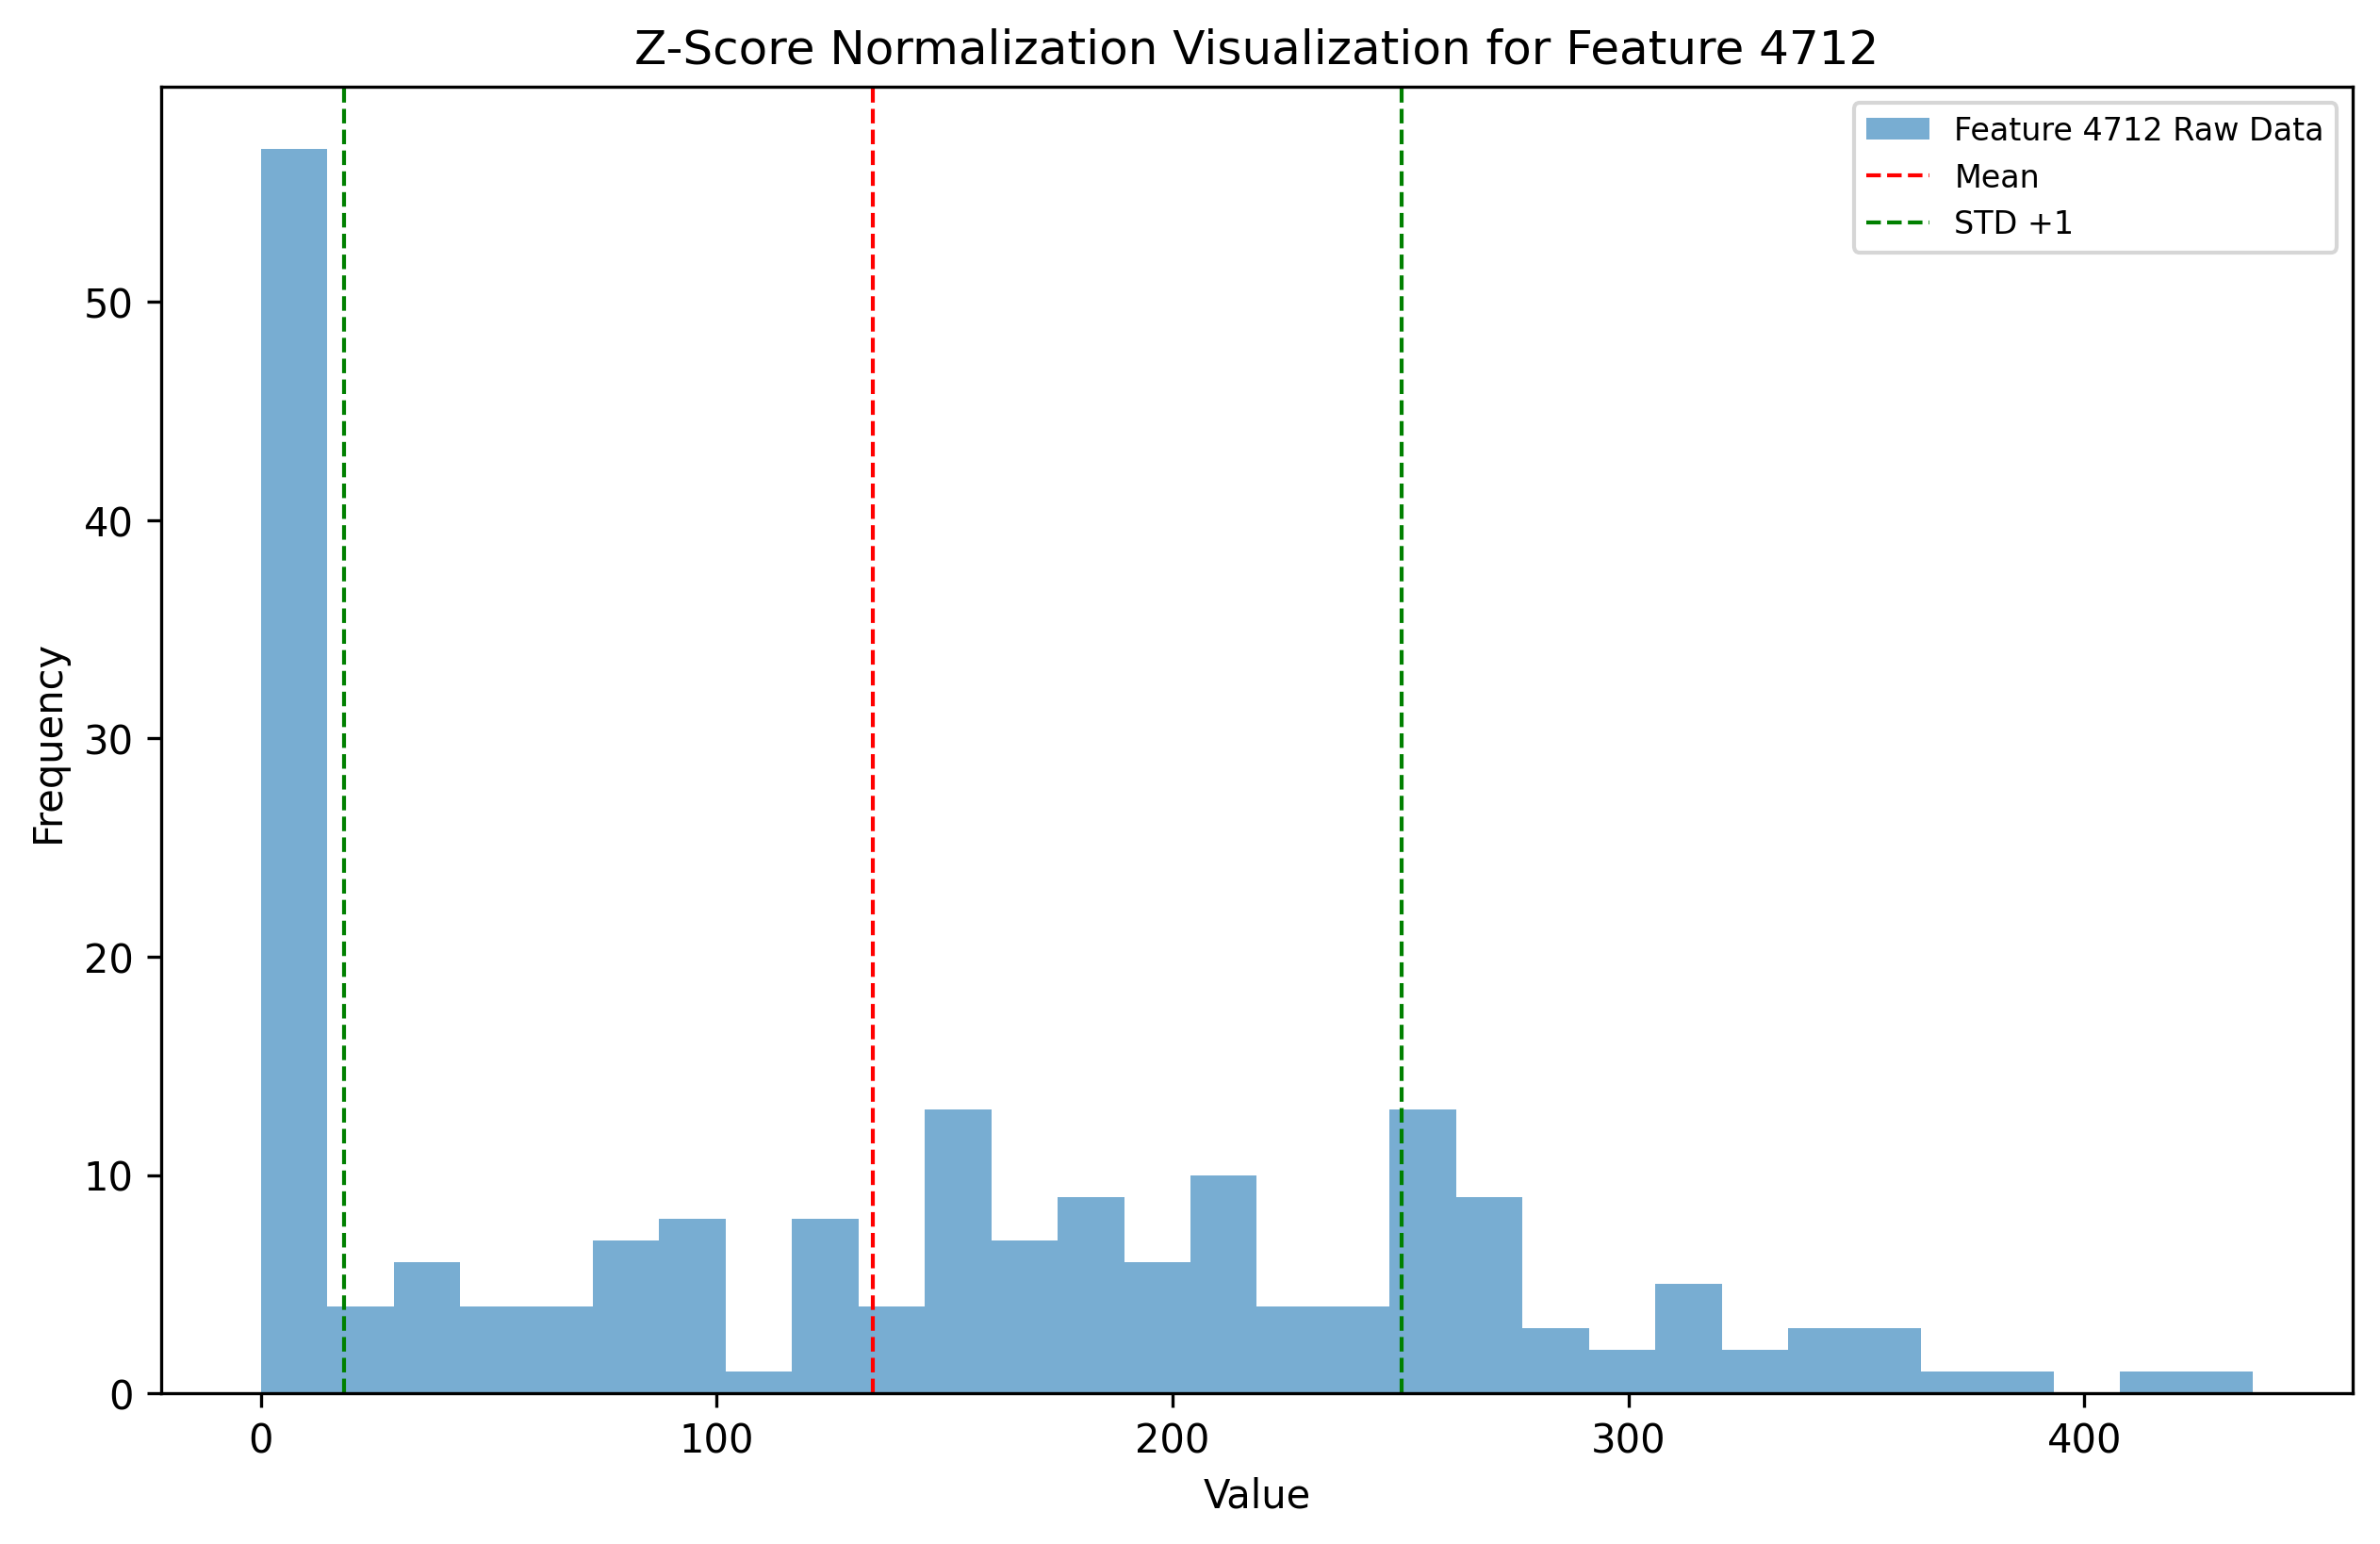 Z-Score Normalization Visualization for Feature 4712
Feature 4712 Raw Data
Mean
STD +1
Frequency
50
40
30
20
10
0
0 100 200 300 400
Value